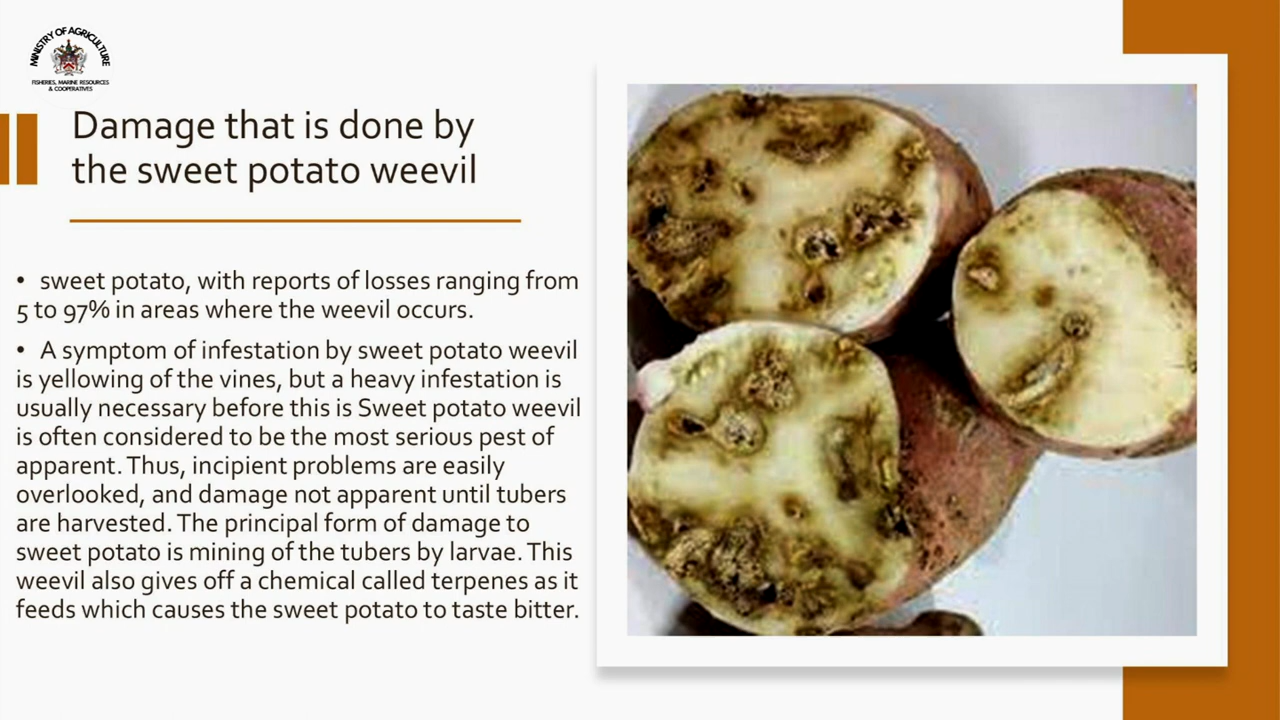 MINISTRY OF AGRICULTURE
FISHERIES, MARINE RESOURCES
& COOPERATIVES
Damage that is done by
the sweet potato weevil
• sweet potato, with reports of losses ranging from
5 to 97% in areas where the weevil occurs.
• A symptom of infestation by sweet potato weevil
is yellowing of the vines, but a heavy infestation is
usually necessary before this is Sweet potato weevil
is often considered to be the most serious pest of
apparent. Thus, incipient problems are easily
overlooked, and damage not apparent until tubers
are harvested. The principal form of damage to
sweet potato is mining of the tubers by larvae. This
weevil also gives off a chemical called terpenes as it
feeds which causes the sweet potato to taste bitter.